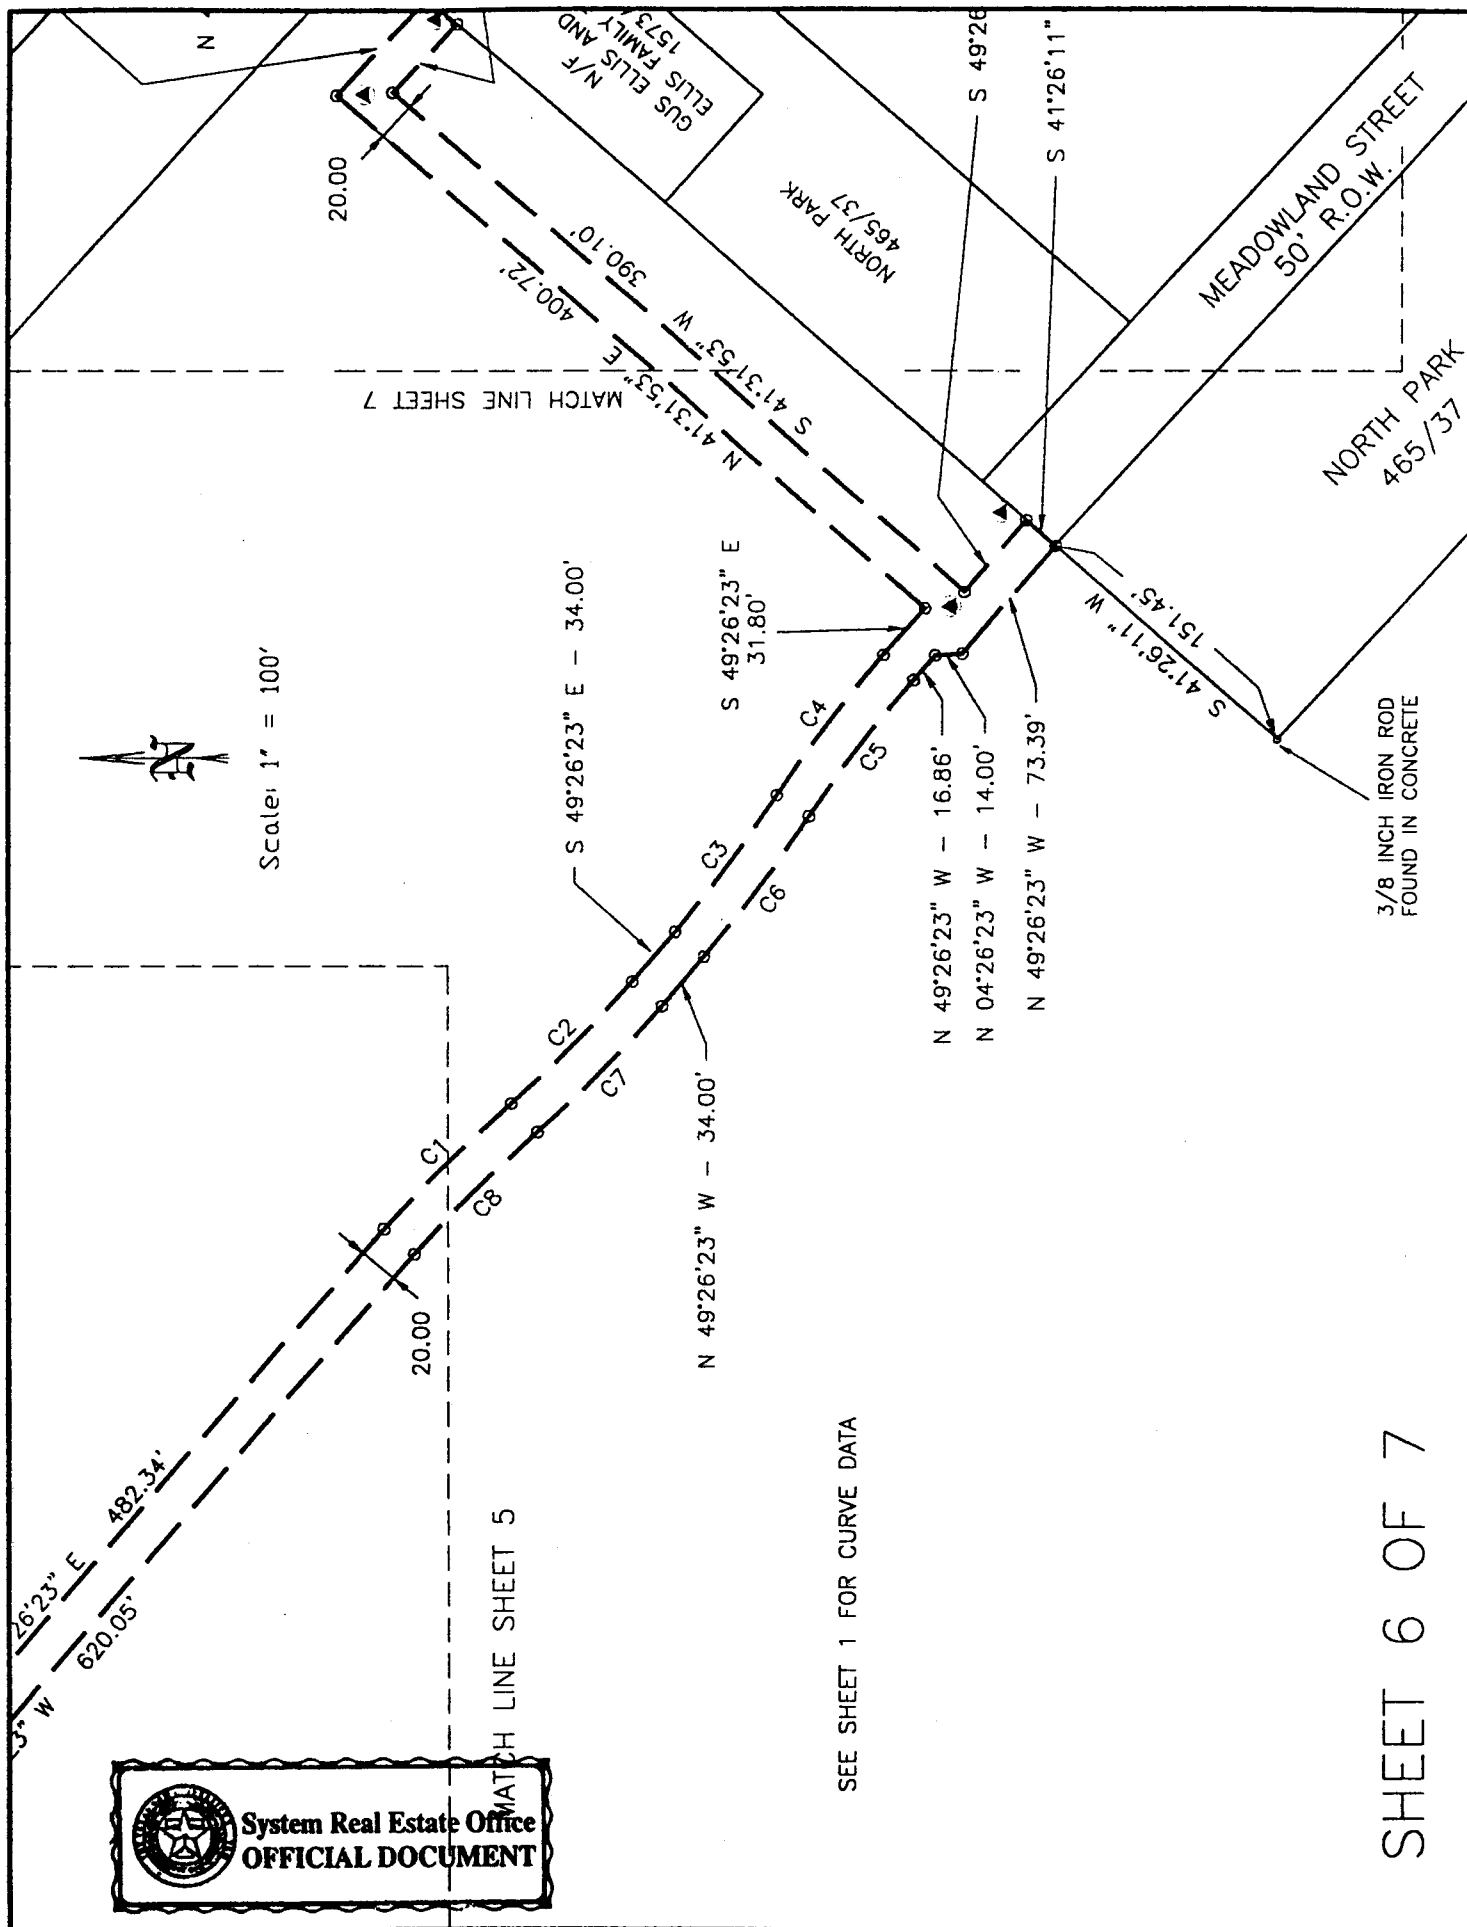 N
20.00
N/F
GUS ELLIS AND
ELLIS FAMILY
1573
S 49°26
S 41°26'11"
MEADOWLAND STREET
50' R.O.W.
NORTH PARK
465/37
390.10'
S 41°31'53" W
400.72'
N 41°31'53" E
MATCH LINE SHEET 7
NORTH PARK
465/37
Scale: 1" = 100'
N
S 49°26'23" E - 34.00'
S 49°26'23" E
31.80'
C4
C5
C3
C6
C2
C7
C1
C8
S 41°26'11" W
151.45'
3/8 INCH IRON ROD
FOUND IN CONCRETE
N 49°26'23" W - 16.86'
N 04°26'23" W - 14.00'
N 49°26'23" W - 73.39'
N 49°26'23" W - 34.00'
20.00
482.34'
26'23" E
620.05'
3" W
MATCH LINE SHEET 5
SEE SHEET 1 FOR CURVE DATA
System Real Estate Office
OFFICIAL DOCUMENT
SHEET 6 OF 7